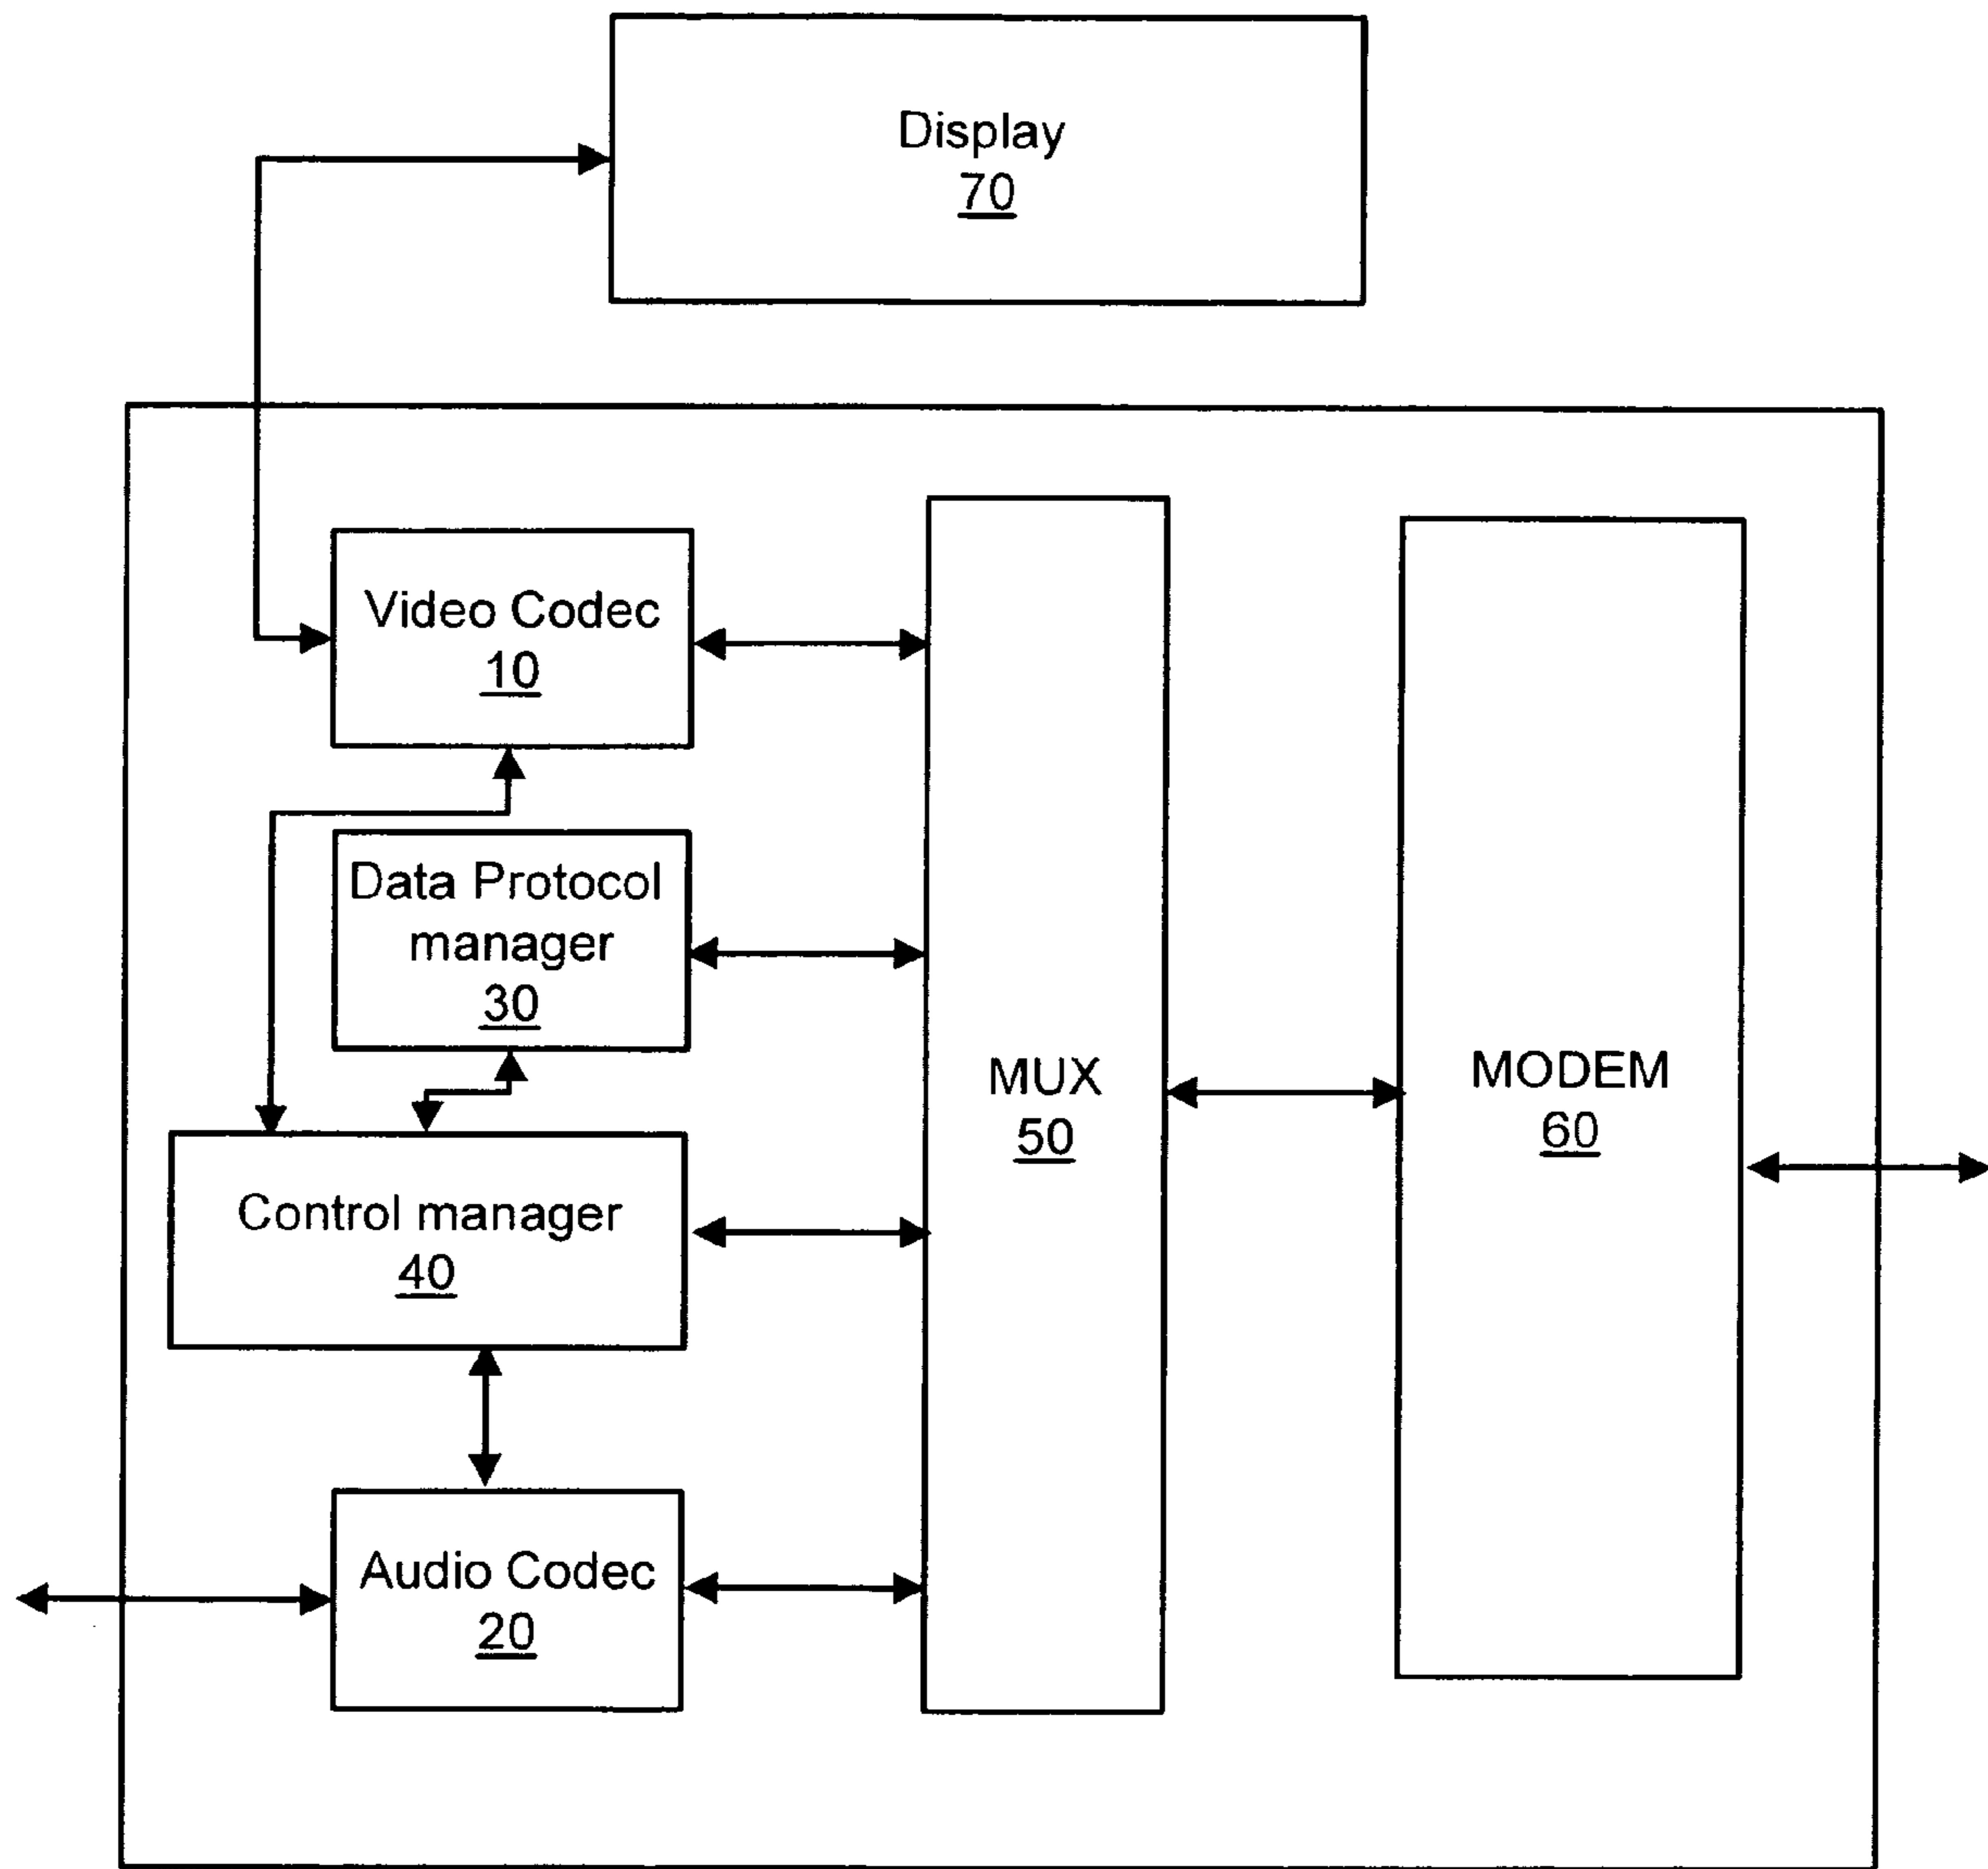 Display
70
Video Codec
10
Data Protocol
manager
30
Control manager
40
Audio Codec
20
MUX
50
MODEM
60